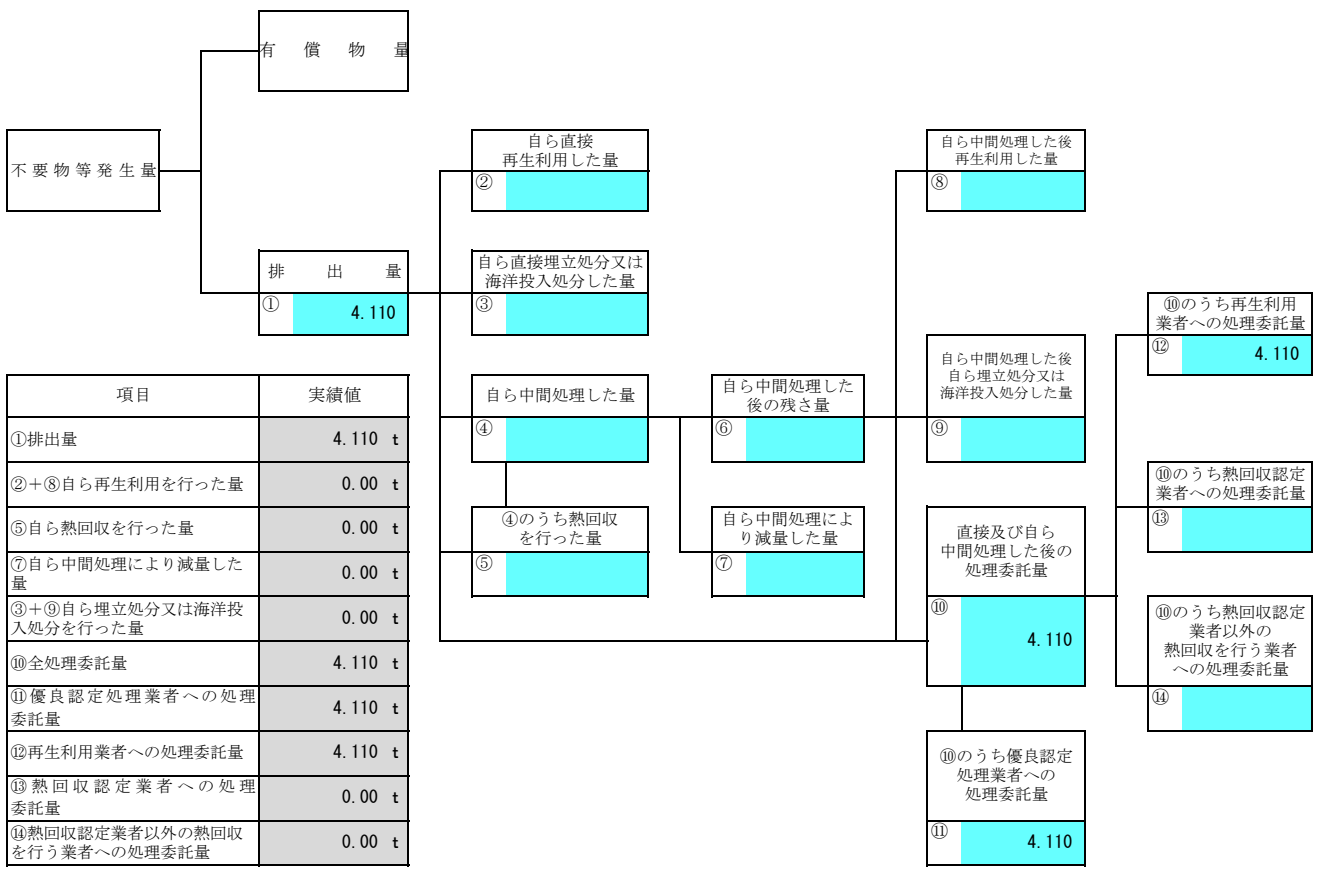 有償物量
不要物等発生量
排出量
① 4.110
自ら直接
再生利用した量
②
自ら直接埋立処分又は
海洋投入処分した量
③
自ら中間処理した量
④
④のうち熱回収
を行った量
⑤
自ら中間処理した
後の残さ量
⑥
自ら中間処理によ
り減量した量
⑦
自ら中間処理した後
再生利用した量
⑧
自ら中間処理した後
自ら埋立処分又は
海洋投入処分した量
⑨
直接及び自ら
中間処理した後の
処理委託量
⑩ 4.110
⑩のうち優良認定
処理業者への
処理委託量
⑪ 4.110
⑩のうち再生利用
業者への処理委託量
⑫ 4.110
⑩のうち熱回収認定
業者への処理委託量
⑬
⑩のうち熱回収認定
業者以外の
熱回収を行う業者
への処理委託量
⑭
項目 実績値
①排出量 4.110 t
②+⑧自ら再生利用を行った量 0.00 t
⑤自ら熱回収を行った量 0.00 t
⑦自ら中間処理により減量した
量 0.00 t
③+⑨自ら埋立処分又は海洋投
入処分を行った量 0.00 t
⑩全処理委託量 4.110 t
⑪優良認定処理業者への処理
委託量 4.110 t
⑫再生利用業者への処理委託量 4.110 t
⑬熱回収認定業者への処理
委託量 0.00 t
⑭熱回収認定業者以外の熱回収
を行う業者への処理委託量 0.00 t